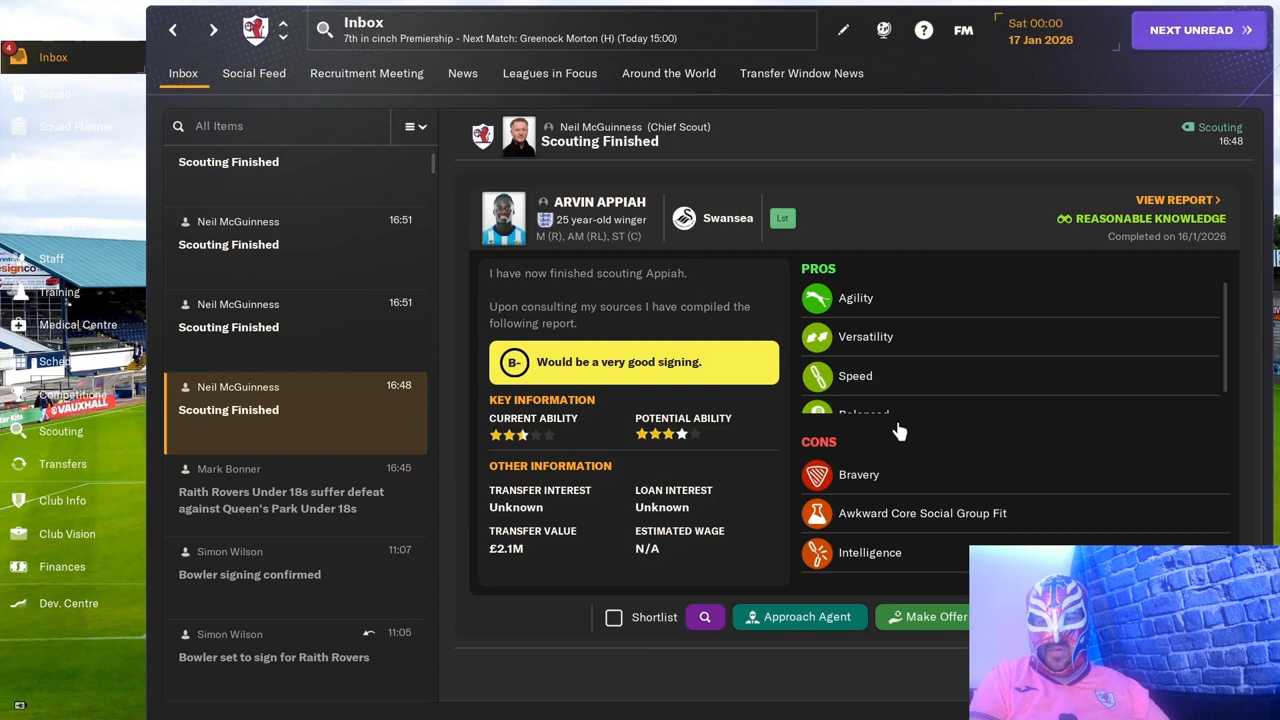 Inbox
7th in cinch Premiership - Next Match: Greenock Morton (H) (Today 15:00)
FM
Sat 00:00
17 Jan 2026
NEXT UNREAD
4
Inbox
Squad
Squad Planner
Staff
Training
Medical Centre
Sched
Competitions
Scouting
Transfers
Club Info
Club Vision
Finances
Dev. Centre
VAUXHALL
Inbox
Social Feed
Recruitment Meeting
News
Leagues in Focus
Around the World
Transfer Window News
All Items
Scouting Finished
Neil McGuinness
16:51
Scouting Finished
Neil McGuinness
16:51
Scouting Finished
Neil McGuinness
16:48
Scouting Finished
Mark Bonner
16:45
Raith Rovers Under 18s suffer defeat
against Queen's Park Under 18s
Simon Wilson
11:07
Bowler signing confirmed
Simon Wilson
11:05
Bowler set to sign for Raith Rovers
Neil McGuinness (Chief Scout)
Scouting Finished
Scouting
16:48
ARVIN APPIAH
25 year-old winger
M (R), AM (RL), ST (C)
Swansea
Lst
VIEW REPORT >
REASONABLE KNOWLEDGE
Completed on 16/1/2026
I have now finished scouting Appiah.
Upon consulting my sources I have compiled the
following report.
B- Would be a very good signing.
KEY INFORMATION
CURRENT ABILITY
POTENTIAL ABILITY
OTHER INFORMATION
TRANSFER INTEREST
LOAN INTEREST
Unknown
Unknown
TRANSFER VALUE
ESTIMATED WAGE
£2.1M
N/A
PROS
Agility
Versatility
Speed
Balanced
CONS
Bravery
Awkward Core Social Group Fit
Intelligence
Shortlist
Approach Agent
Make Offer